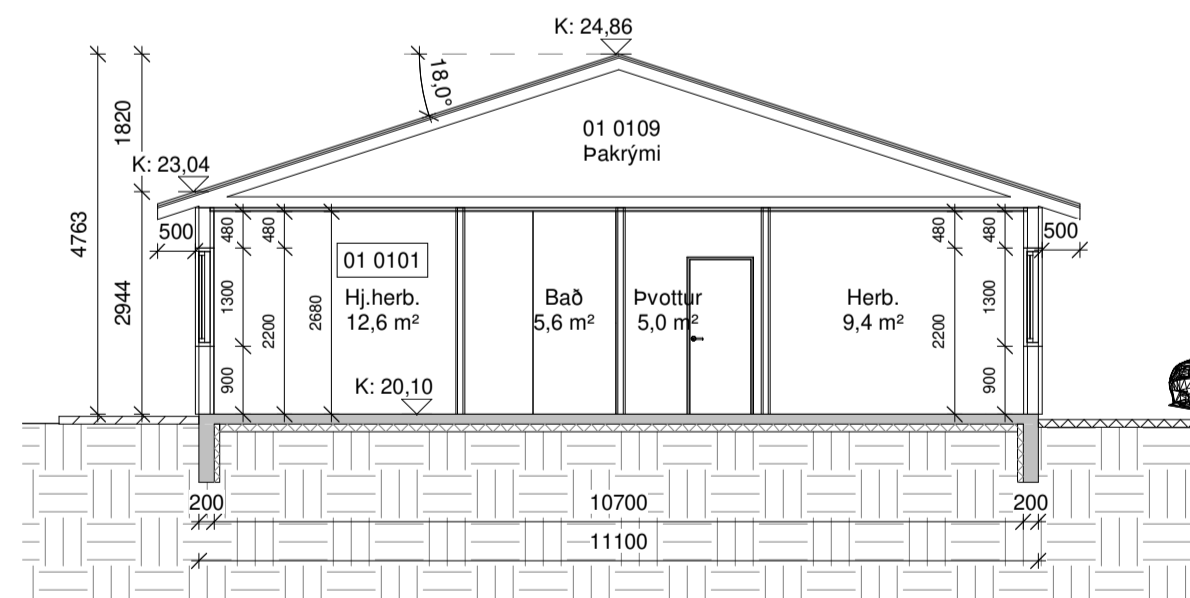 K: 24,86
18,0°
1820
01 0109
Þakrými
K: 23,04
4763
500
480
480
480
480
500
01 0101
2944
1300
2200
2680
Hj.herb.
12,6 m²
Bað
5,6 m²
Þvottur
5,0 m²
Herb.
9,4 m²
2200
1300
900
K: 20,10
900
200
10700
200
11100